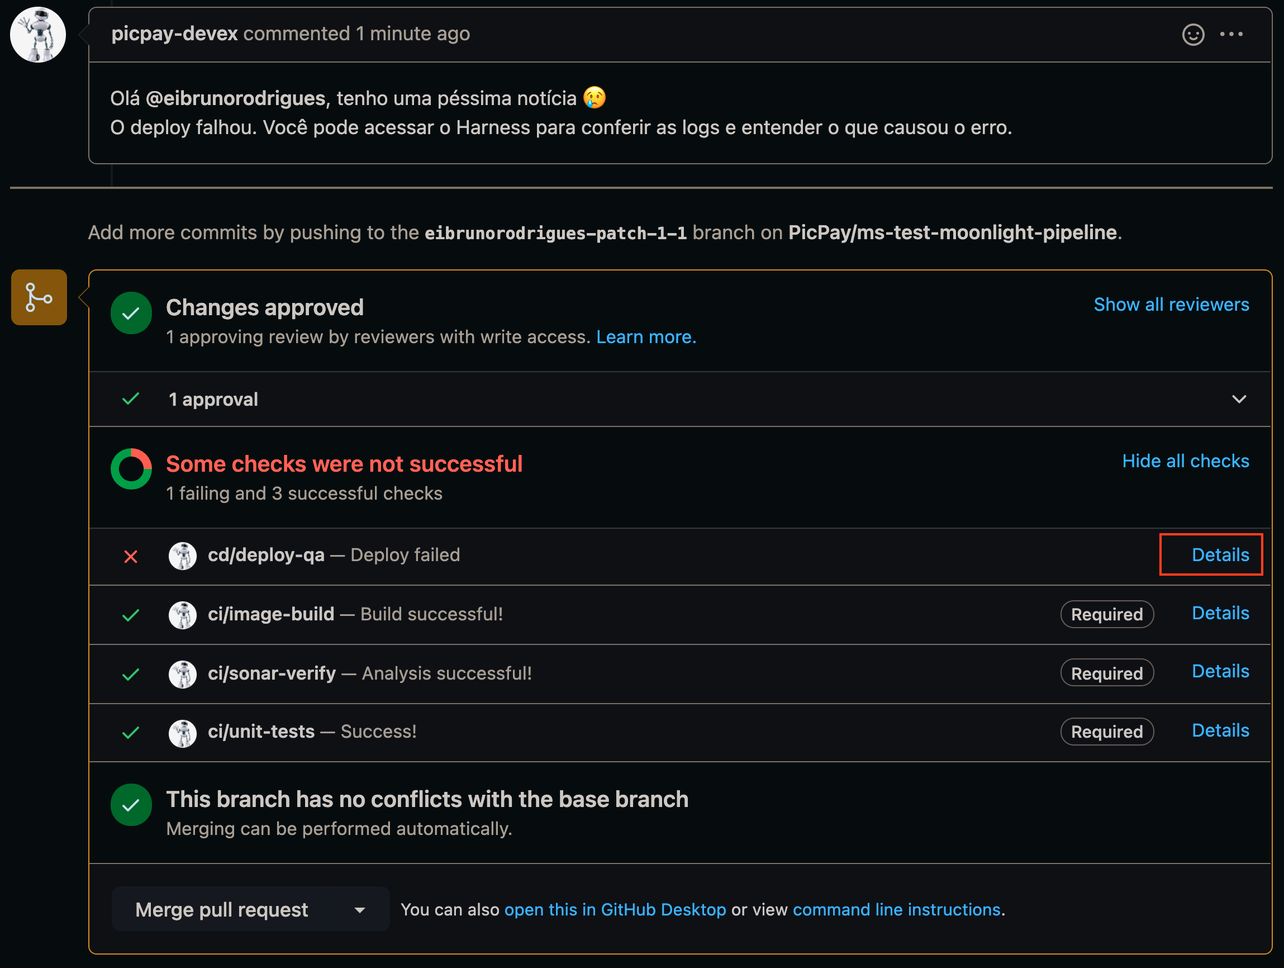 picpay-devex commented 1 minute ago
Olá @eibrunorodrigues, tenho uma péssima notícia 😢
O deploy falhou. Você pode acessar o Harness para conferir as logs e entender o que causou o erro.
Add more commits by pushing to the eibrunorodrigues-patch-1-1 branch on PicPay/ms-test-moonlight-pipeline.
Changes approved
Show all reviewers
1 approving review by reviewers with write access. Learn more.
1 approval
Some checks were not successful
Hide all checks
1 failing and 3 successful checks
cd/deploy-qa — Deploy failed Details
ci/image-build — Build successful! Required Details
ci/sonar-verify — Analysis successful! Required Details
ci/unit-tests — Success! Required Details
This branch has no conflicts with the base branch
Merging can be performed automatically.
Merge pull request You can also open this in GitHub Desktop or view command line instructions.